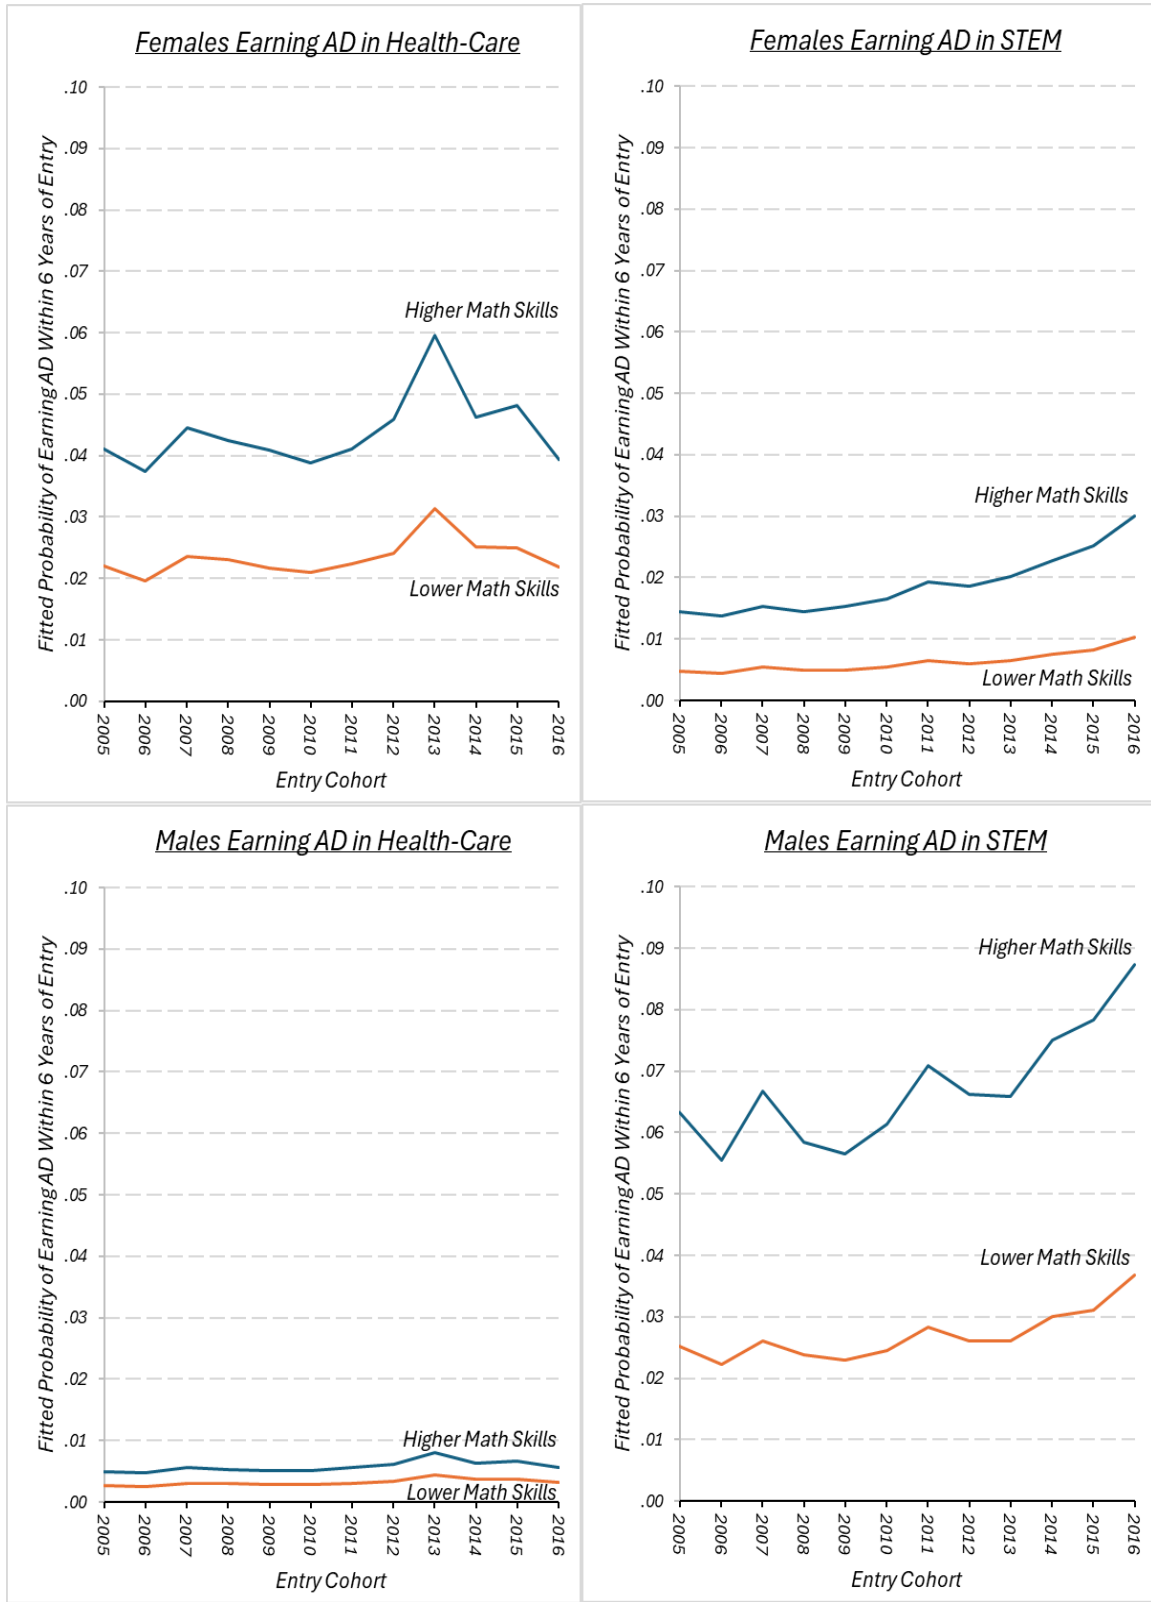 Females Earning AD in Health-Care
Fitted Probability of Earning AD Within 6 Years of Entry
.10
.09
.08
.07
.06
.05
.04
.03
.02
.01
.00
Higher Math Skills
Lower Math Skills
2005 2006 2007 2008 2009 2010 2011 2012 2013 2014 2015 2016
Entry Cohort
Females Earning AD in STEM
Fitted Probability of Earning AD Within 6 Years of Entry
.10
.09
.08
.07
.06
.05
.04
.03
.02
.01
.00
Higher Math Skills
Lower Math Skills
2005 2006 2007 2008 2009 2010 2011 2012 2013 2014 2015 2016
Entry Cohort
Males Earning AD in Health-Care
Fitted Probability of Earning AD Within 6 Years of Entry
.10
.09
.08
.07
.06
.05
.04
.03
.02
.01
.00
Higher Math Skills
Lower Math Skills
2005 2006 2007 2008 2009 2010 2011 2012 2013 2014 2015 2016
Entry Cohort
Males Earning AD in STEM
Fitted Probability of Earning AD Within 6 Years of Entry
.10
.09
.08
.07
.06
.05
.04
.03
.02
.01
.00
Higher Math Skills
Lower Math Skills
2005 2006 2007 2008 2009 2010 2011 2012 2013 2014 2015 2016
Entry Cohort